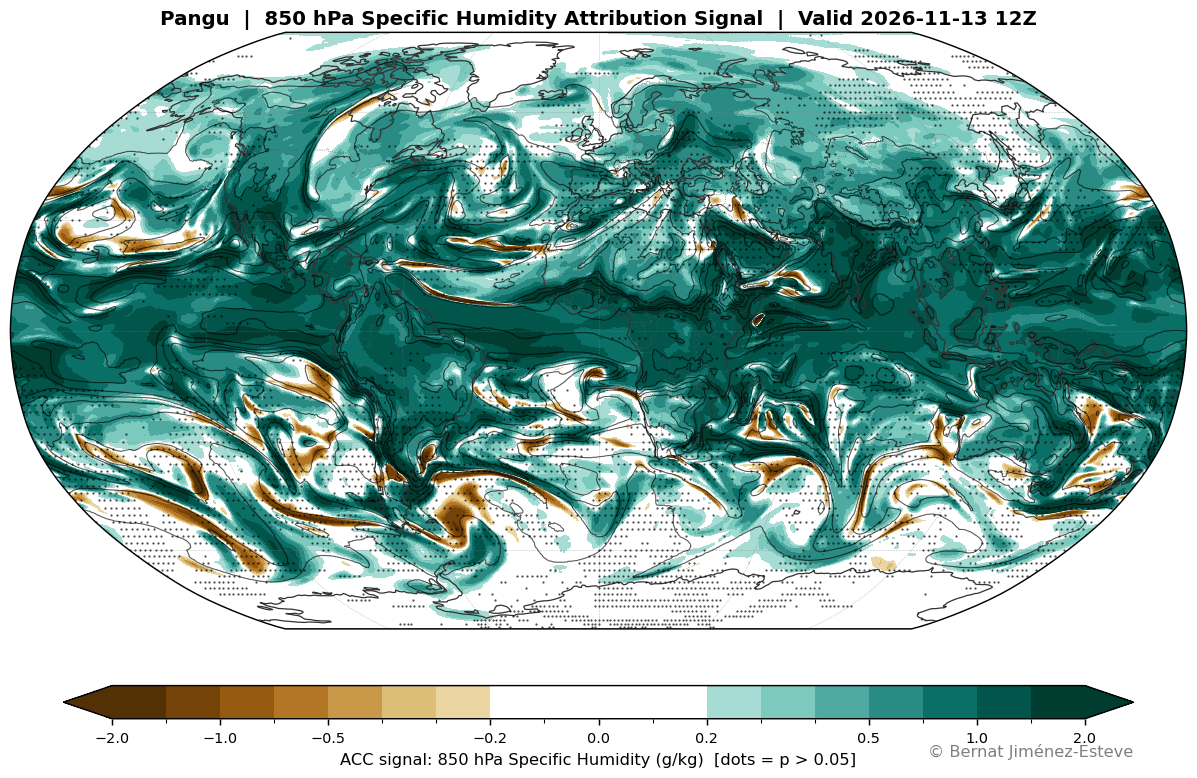 Pangu | 850 hPa Specific Humidity Attribution Signal | Valid 2026-11-13 12Z
−2.0 −1.0 −0.5 −0.2 0.0 0.2 0.5 1.0 2.0
ACC signal: 850 hPa Specific Humidity (g/kg) [dots = p > 0.05]
© Bernat Jiménez-Esteve